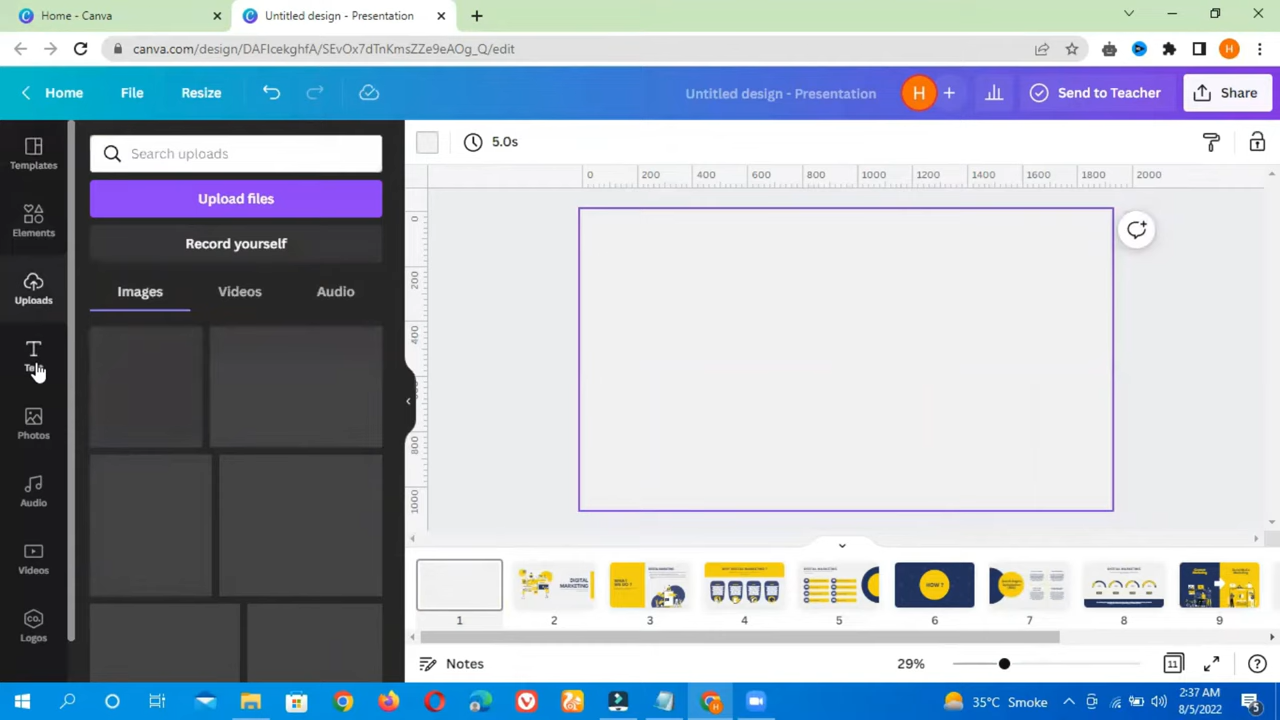 Home - Canva
Untitled design - Presentation
canva.com/design/DAFIcekghfA/SEvOx7dTnKmsZZe9eAOg_Q/edit
H
Home
File
Resize
Untitled design - Presentation
H
Send to Teacher
Share
Templates
Elements
Uploads
Photos
Audio
Videos
CO.
Logos
Search uploads
Upload files
Record yourself
Images
Videos
Audio
5.0s
0 200 400 600 800 1000 1200 1400 1600 1800 2000
0
200
400
800
1000
DIGITAL
MARKETING
HOW ?
1 2 3 4 5 6 7 8 9
Notes
29%
11
35°C Smoke
2:37 AM
8/5/2022
5